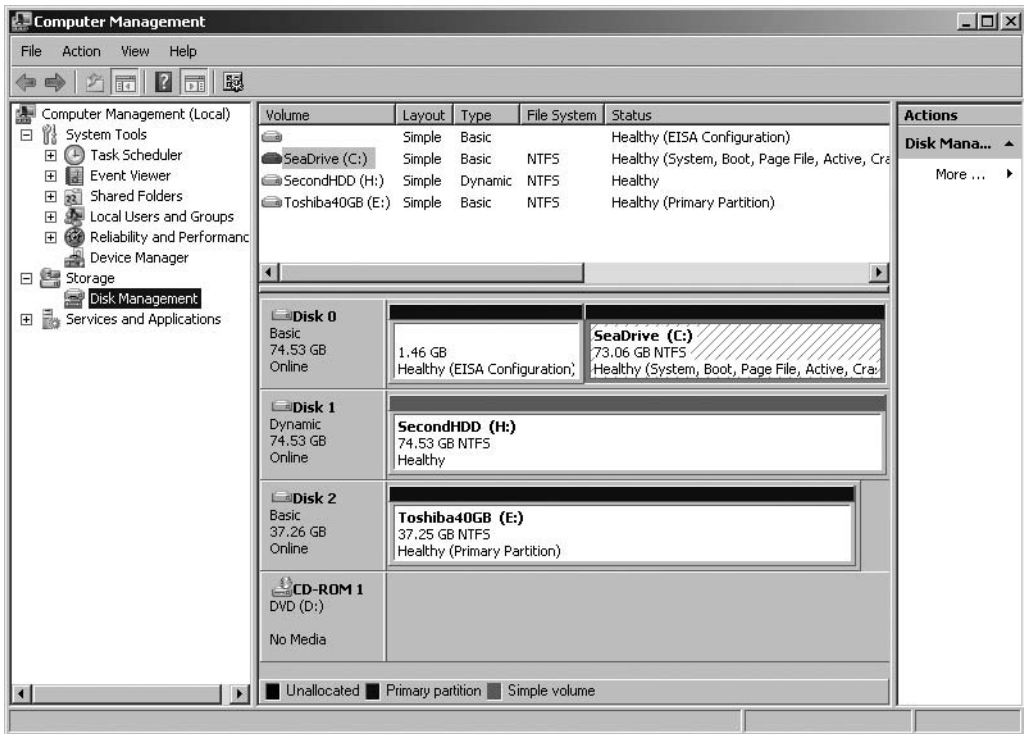 Computer Management
File Action View Help
Computer Management (Local)
System Tools
Task Scheduler
Event Viewer
Shared Folders
Local Users and Groups
Reliability and Performanc
Device Manager
Storage
Disk Management
Services and Applications
Volume Layout Type File System Status
Simple Basic Healthy (EISA Configuration)
SeaDrive (C:) Simple Basic NTFS Healthy (System, Boot, Page File, Active, Cra
SecondHDD (H:) Simple Dynamic NTFS Healthy
Toshiba40GB (E:) Simple Basic NTFS Healthy (Primary Partition)
Disk 0
Basic
74.53 GB
Online
1.46 GB
Healthy (EISA Configuration)
SeaDrive (C:)
73.06 GB NTFS
Healthy (System, Boot, Page File, Active, Cra
Disk 1
Dynamic
74.53 GB
Online
SecondHDD (H:)
74.53 GB NTFS
Healthy
Disk 2
Basic
37.26 GB
Online
Toshiba40GB (E:)
37.25 GB NTFS
Healthy (Primary Partition)
CD-ROM 1
DVD (D:)
No Media
Unallocated Primary partition Simple volume
Actions
Disk Mana...
More ...